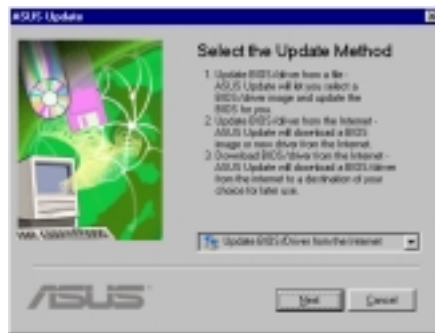 ASUS Update
Select the Update Method
1. Update BIOS/driver from a file -
ASUS Update will let you select a
BIOS/driver image and update the
BIOS for you.
2. Update BIOS/driver from the Internet -
ASUS Update will download a BIOS
image or new driver from the Internet.
3. Download BIOS/driver from the Internet -
ASUS Update will download a BIOS/driver
from the internet to a destination of your
choice for later use.
Update BIOS/Driver from the internet
ASUS
Next
Cancel